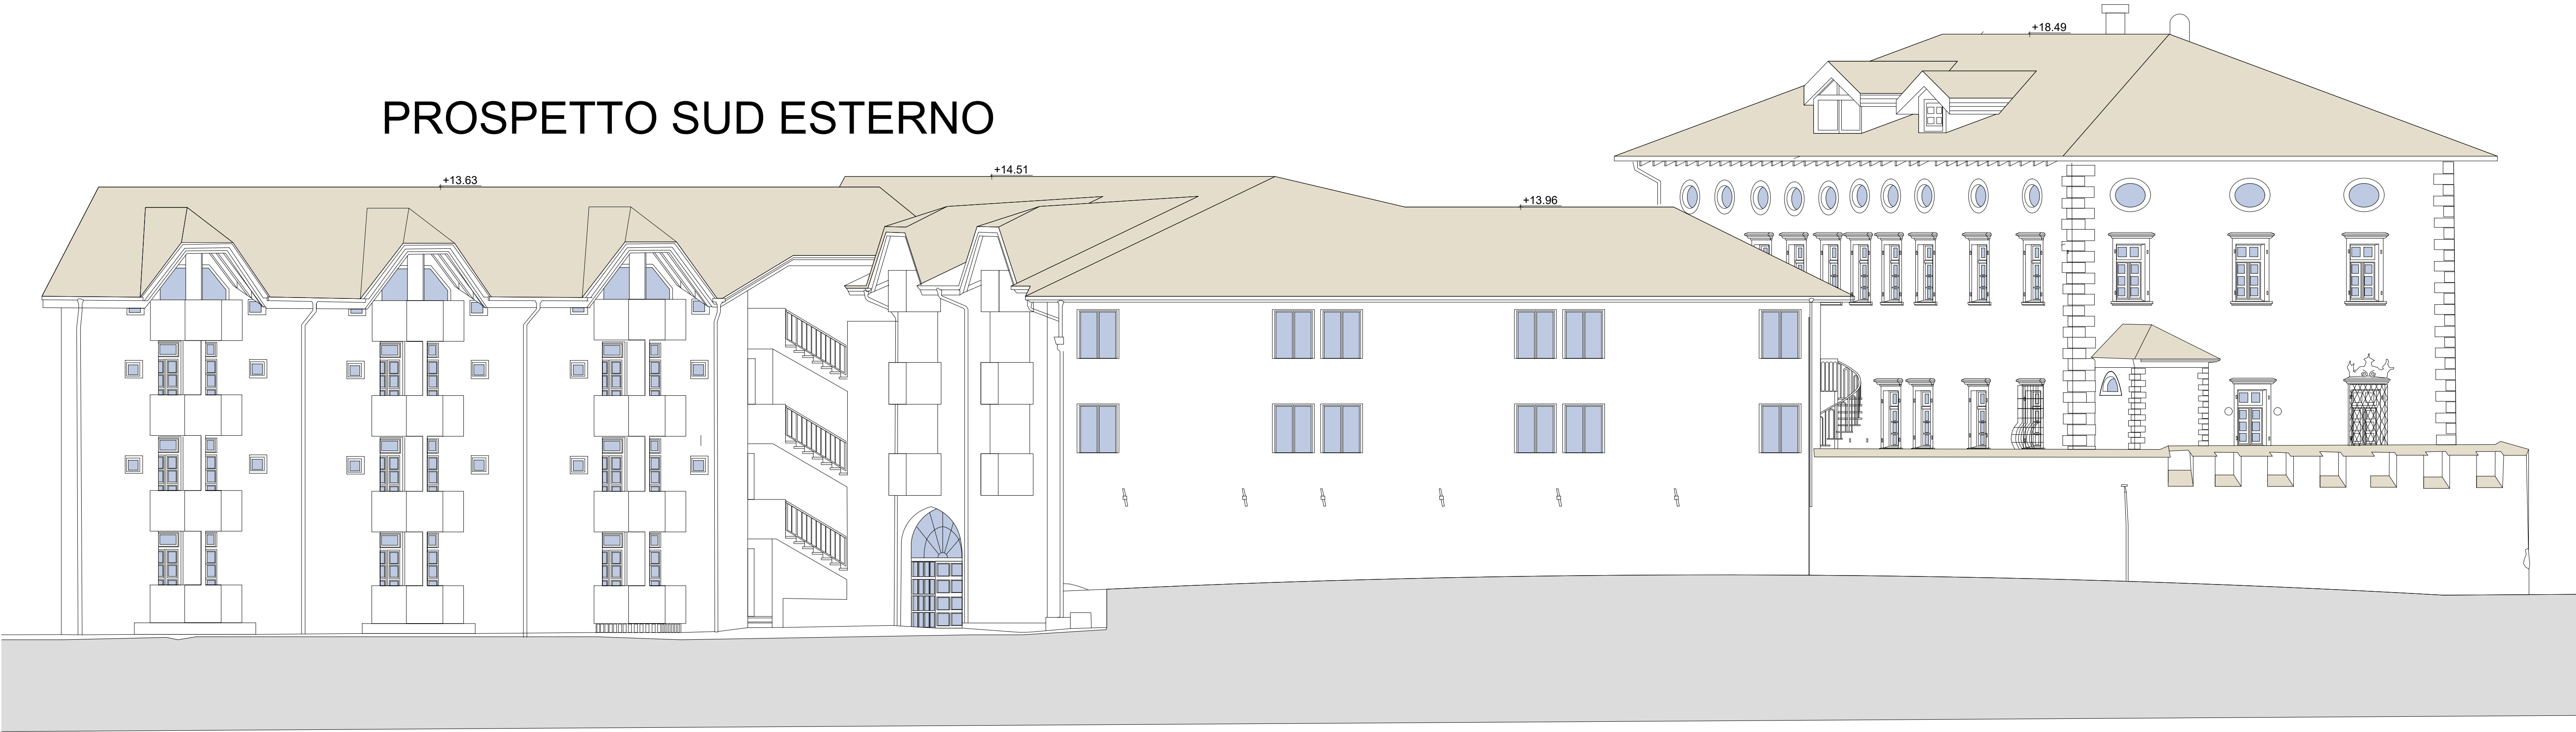 +18.49
PROSPETTO SUD ESTERNO
+14.51
+13.63
+13.96